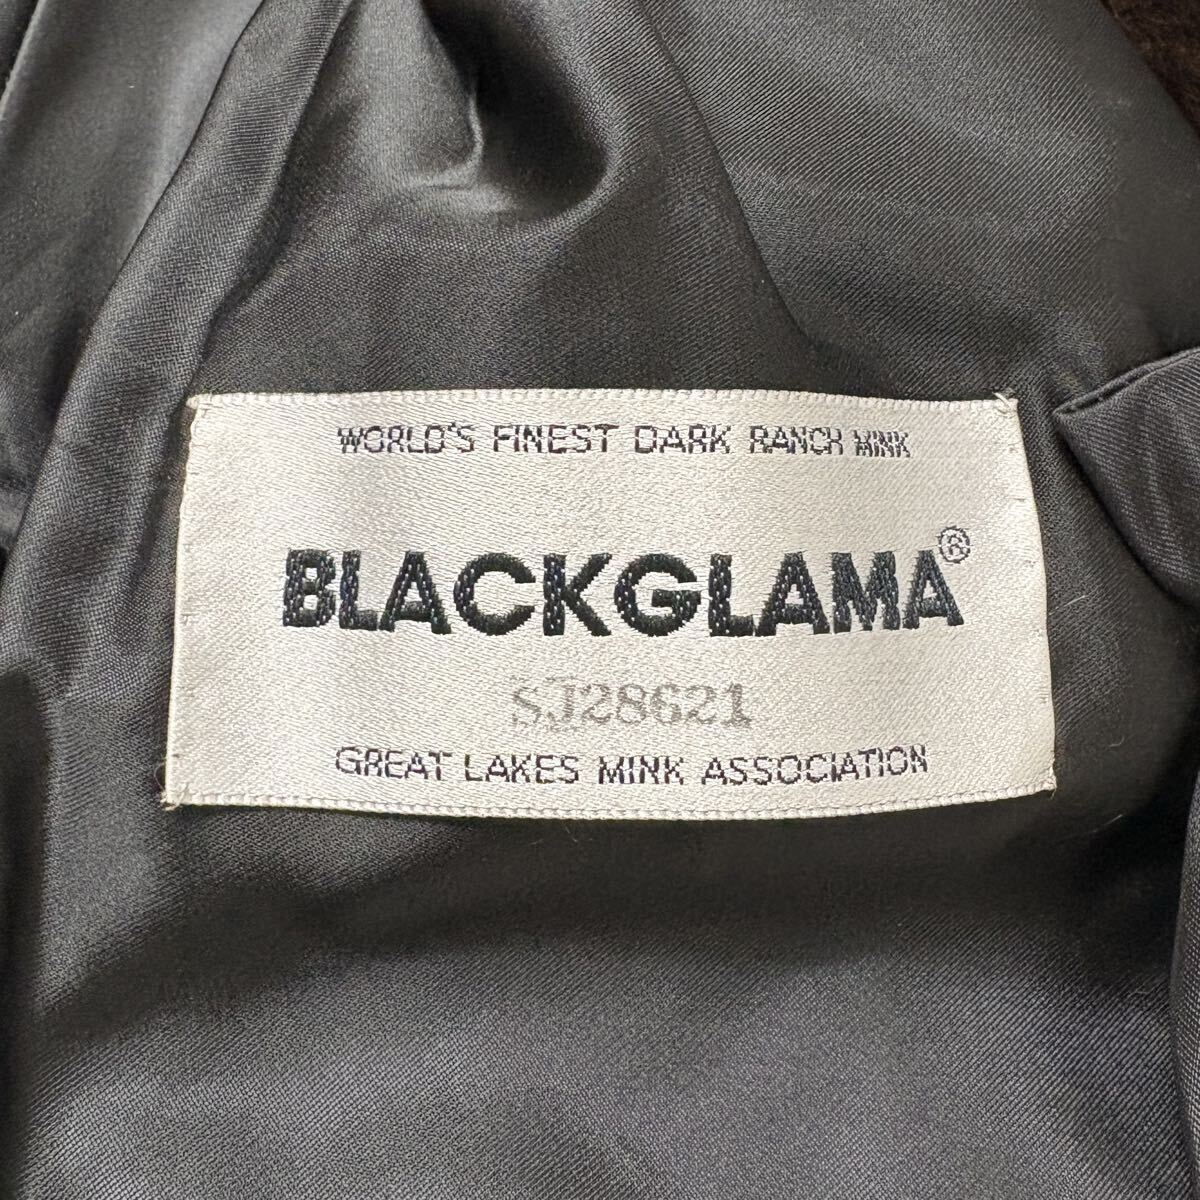 WORLD'S FINEST DARK RANCH MINK
BLACKGLAMA®
SJ28621
GREAT LAKES MINK ASSOCIATION